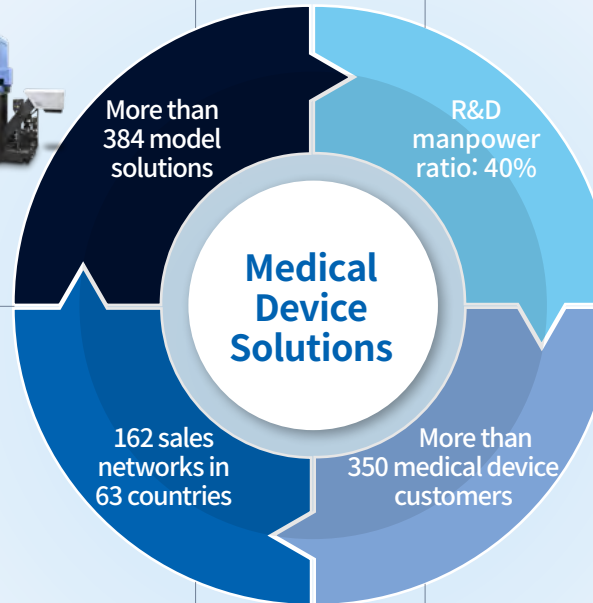 More than
384 model
solutions
R&D
manpower
ratio: 40%
Medical
Device
Solutions
162 sales
networks in
63 countries
More than
350 medical device
customers